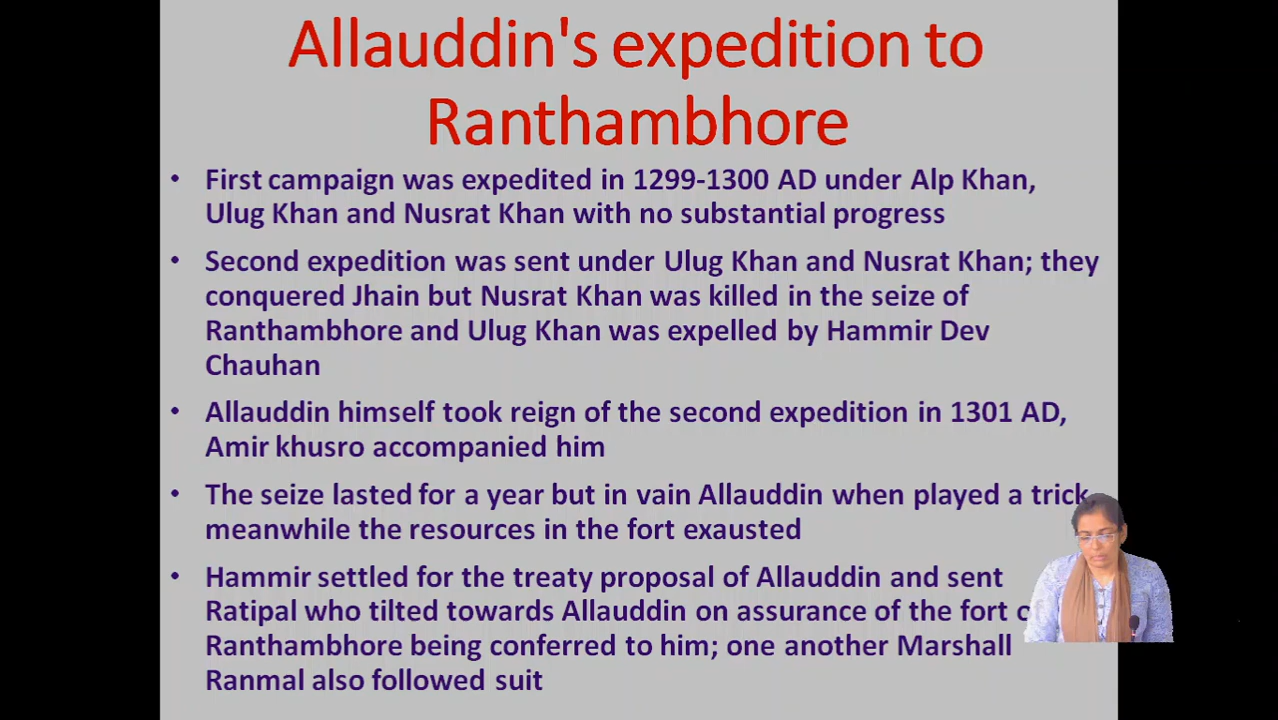 Allauddin's expedition to
Ranthambhore
• First campaign was expedited in 1299-1300 AD under Alp Khan,
Ulug Khan and Nusrat Khan with no substantial progress
• Second expedition was sent under Ulug Khan and Nusrat Khan; they
conquered Jhain but Nusrat Khan was killed in the seize of
Ranthambhore and Ulug Khan was expelled by Hammir Dev
Chauhan
• Allauddin himself took reign of the second expedition in 1301 AD,
Amir khusro accompanied him
• The seize lasted for a year but in vain Allauddin when played a trick
meanwhile the resources in the fort exausted
• Hammir settled for the treaty proposal of Allauddin and sent
Ratipal who tilted towards Allauddin on assurance of the fort of
Ranthambhore being conferred to him; one another Marshall
Ranmal also followed suit